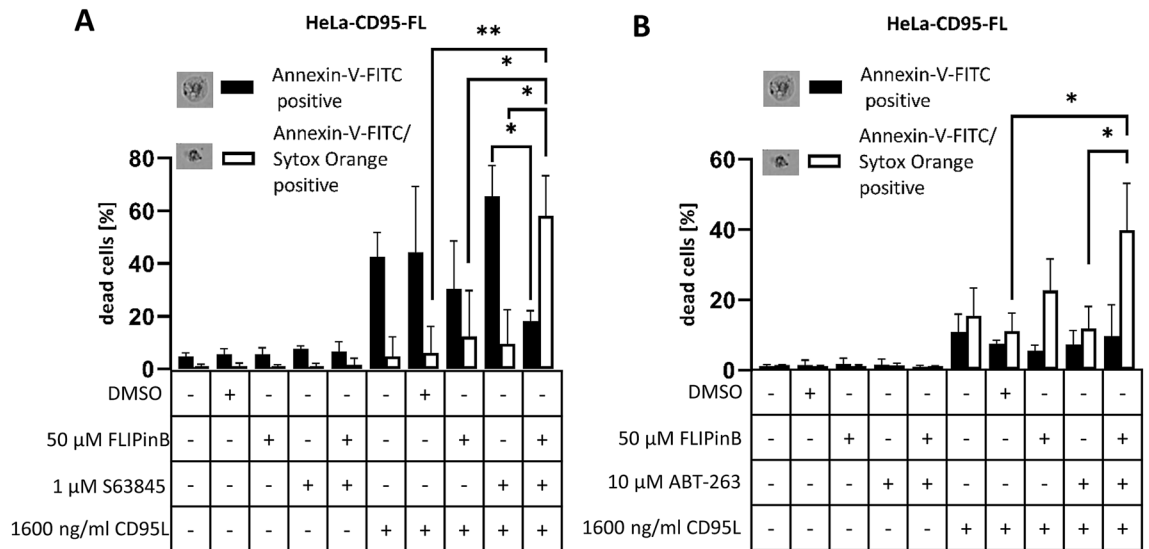 A
HeLa-CD95-FL
**
*
*
*
Annexin-V-FITC
positive
Annexin-V-FITC/
Sytox Orange
positive
dead cells [%]
80
60
40
20
0
DMSO - + - - - - + - - -
50 µM FLIPinB - - + - + - - + - +
1 µM S63845 - - - + + - - - + +
1600 ng/ml CD95L - - - - - + + + + +
B
HeLa-CD95-FL
*
*
Annexin-V-FITC
positive
Annexin-V-FITC/
Sytox Orange
positive
dead cells [%]
60
40
20
0
DMSO - + - - - - + - - -
50 µM FLIPinB - - + - + - - + - +
10 µM ABT-263 - - - + + - - - + +
1600 ng/ml CD95L - - - - - + + + + +